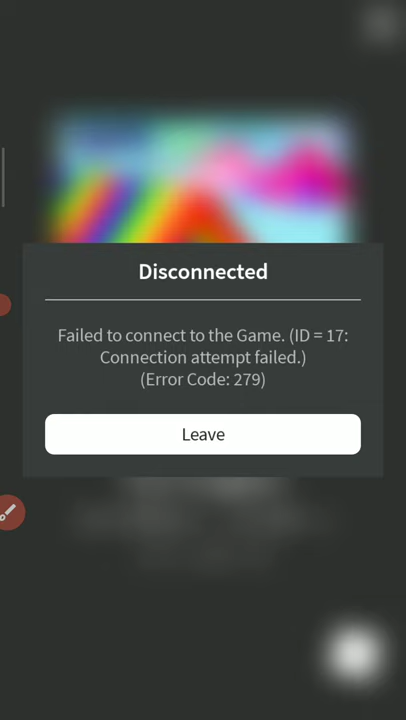 Disconnected
Failed to connect to the Game. (ID = 17:
Connection attempt failed.)
(Error Code: 279)
Leave